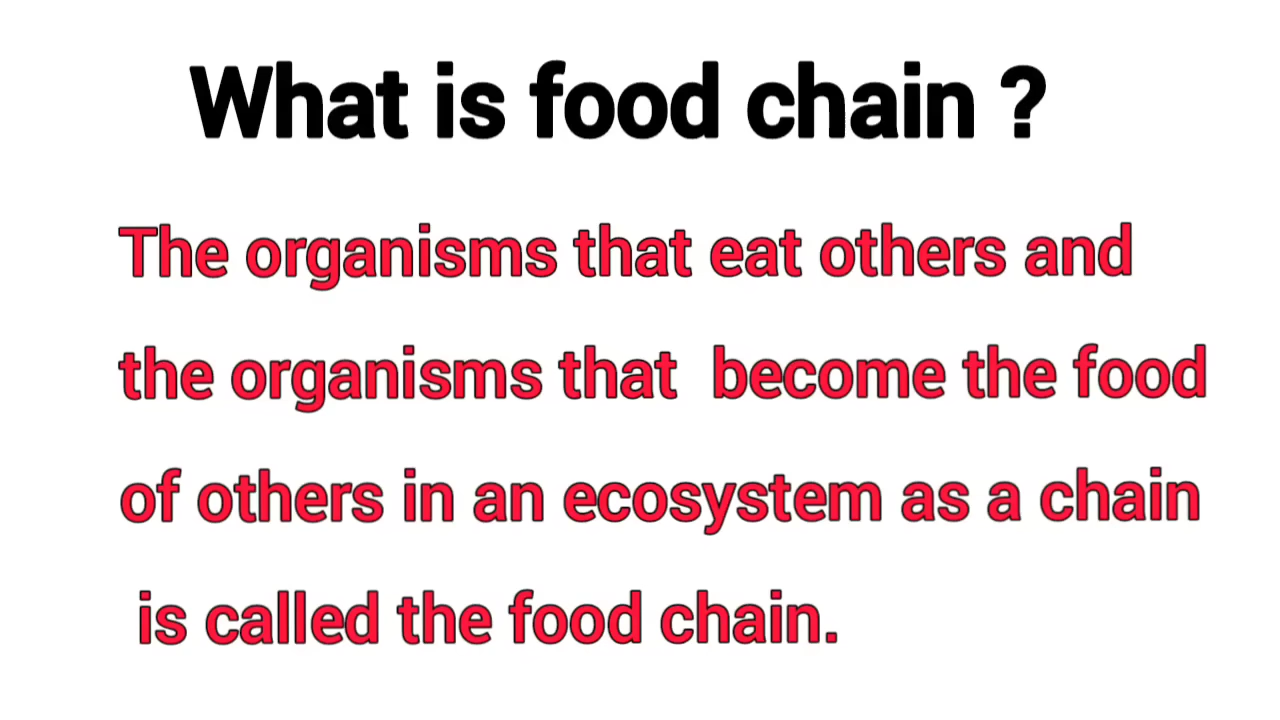 What is food chain ?
The organisms that eat others and
the organisms that become the food
of others in an ecosystem as a chain
is called the food chain.